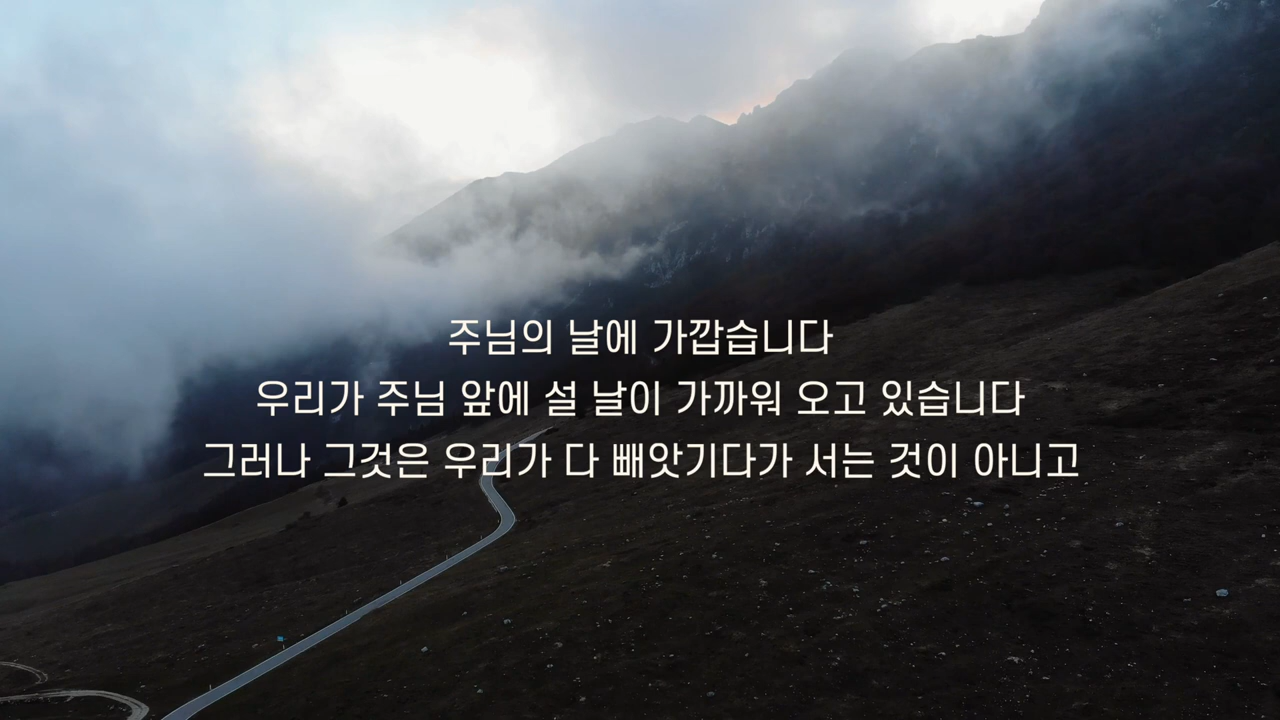 주님의 날에 가깝습니다
우리가 주님 앞에 설 날이 가까워 오고 있습니다
그러나 그것은 우리가 다 빼앗기다가 서는 것이 아니고